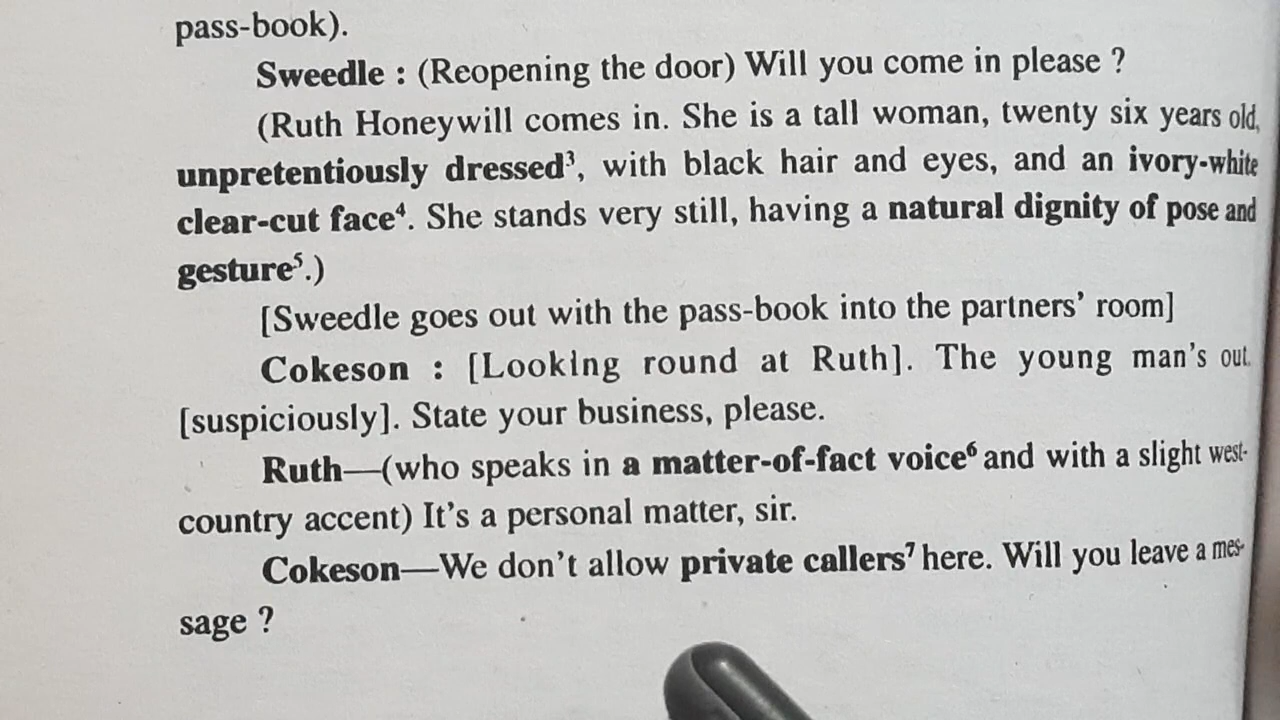 pass-book).
Sweedle : (Reopening the door) Will you come in please ?
(Ruth Honeywill comes in. She is a tall woman, twenty six years old,
unpretentiously dressed³, with black hair and eyes, and an ivory-white
clear-cut face⁴. She stands very still, having a natural dignity of pose and
gesture⁵.)
[Sweedle goes out with the pass-book into the partners' room]
Cokeson : [Looking round at Ruth]. The young man's out.
[suspiciously]. State your business, please.
Ruth—(who speaks in a matter-of-fact voice⁶ and with a slight west-
country accent) It's a personal matter, sir.
Cokeson—We don't allow private callers⁷ here. Will you leave a mes-
sage ?